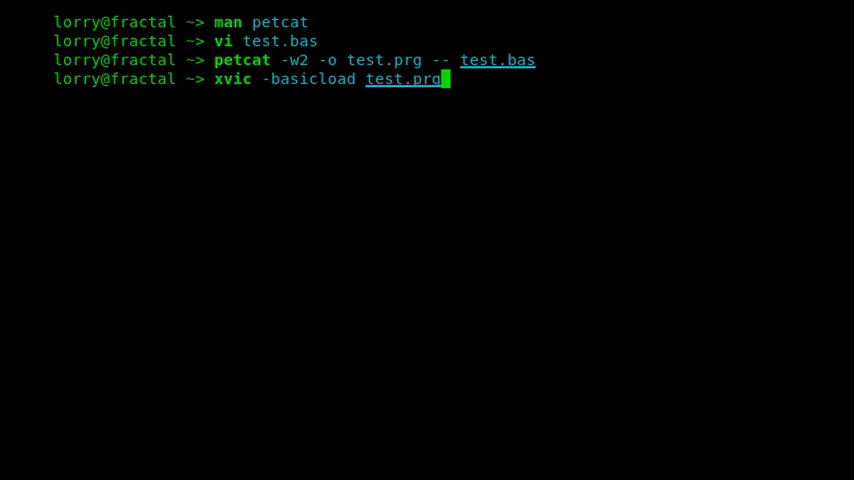 lorry@fractal ~> man petcat
lorry@fractal ~> vi test.bas
lorry@fractal ~> petcat -w2 -o test.prg -- test.bas
lorry@fractal ~> xvic -basicload test.prg